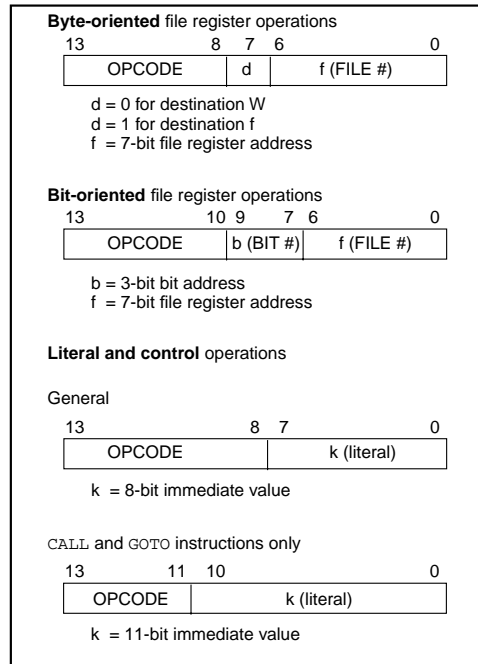 Byte-oriented file register operations
13 8 7 6 0
OPCODE d f (FILE #)
d = 0 for destination W
d = 1 for destination f
f = 7-bit file register address
Bit-oriented file register operations
13 10 9 7 6 0
OPCODE b (BIT #) f (FILE #)
b = 3-bit bit address
f = 7-bit file register address
Literal and control operations
General
13 8 7 0
OPCODE k (literal)
k = 8-bit immediate value
CALL and GOTO instructions only
13 11 10 0
OPCODE k (literal)
k = 11-bit immediate value